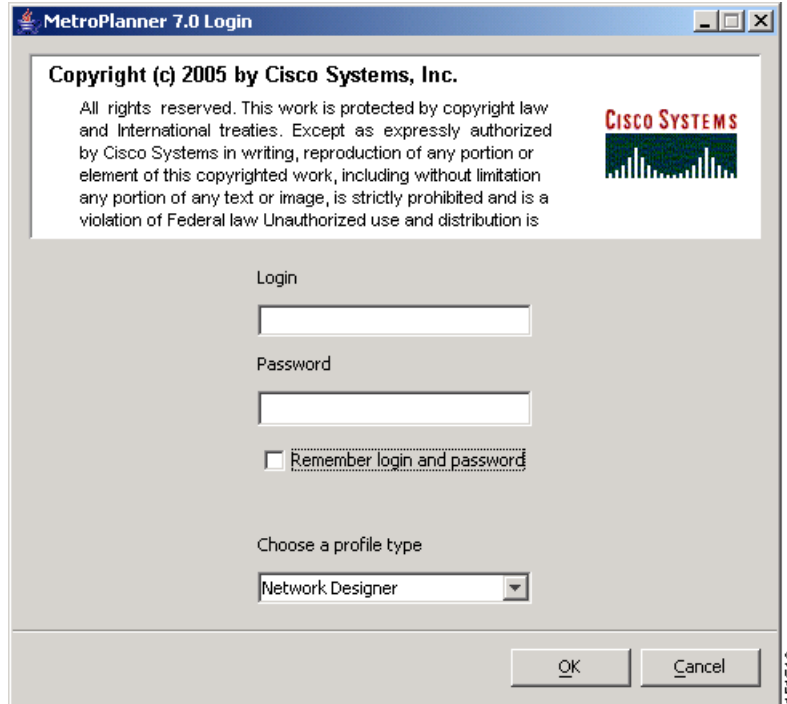 MetroPlanner 7.0 Login
Copyright (c) 2005 by Cisco Systems, Inc.
All rights reserved. This work is protected by copyright law
and International treaties. Except as expressly authorized
by Cisco Systems in writing, reproduction of any portion or
element of this copyrighted work, including without limitation
any portion of any text or image, is strictly prohibited and is a
violation of Federal law Unauthorized use and distribution is
CISCO SYSTEMS
Login
Password
Remember login and password
Choose a profile type
Network Designer
OK
Cancel